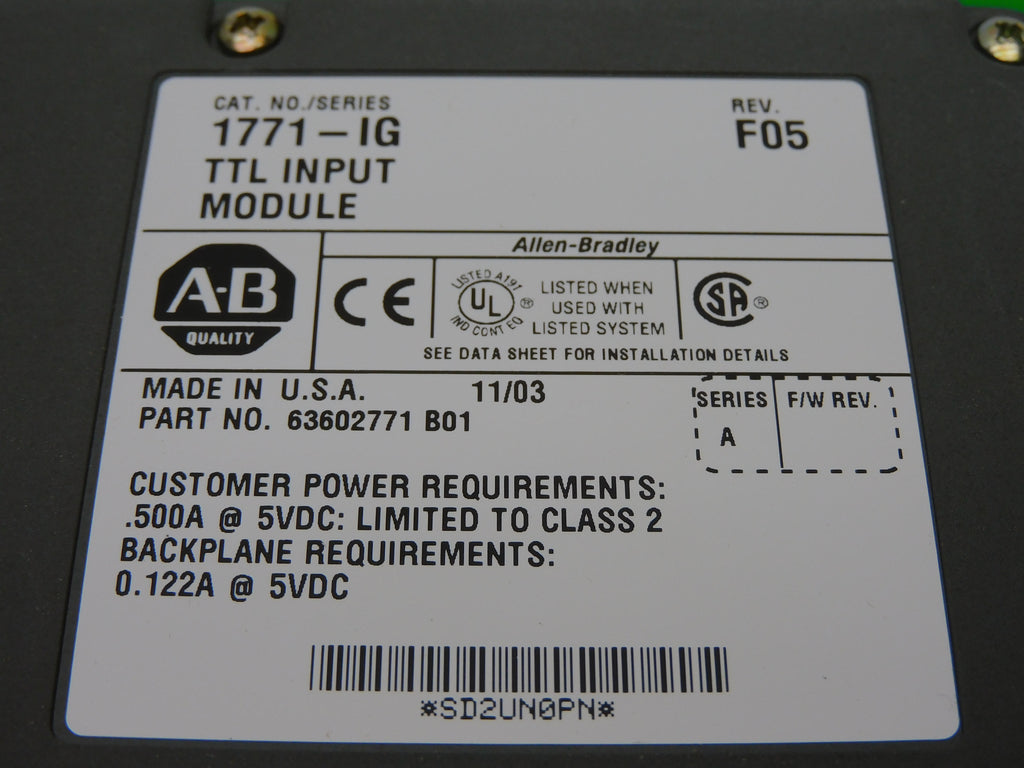 CAT. NO./SERIES
1771-IG
TTL INPUT
MODULE
REV.
F05
Allen-Bradley
A-B
QUALITY
CE
LISTED A191
UL ®
IND CONT EQ
LISTED WHEN
USED WITH
LISTED SYSTEM
SA ®
SEE DATA SHEET FOR INSTALLATION DETAILS
MADE IN U.S.A. 11/03
PART NO. 63602771 B01
SERIES
A
F/W REV.
CUSTOMER POWER REQUIREMENTS:
.500A @ 5VDC: LIMITED TO CLASS 2
BACKPLANE REQUIREMENTS:
0.122A @ 5VDC
*SD2UN0PN*